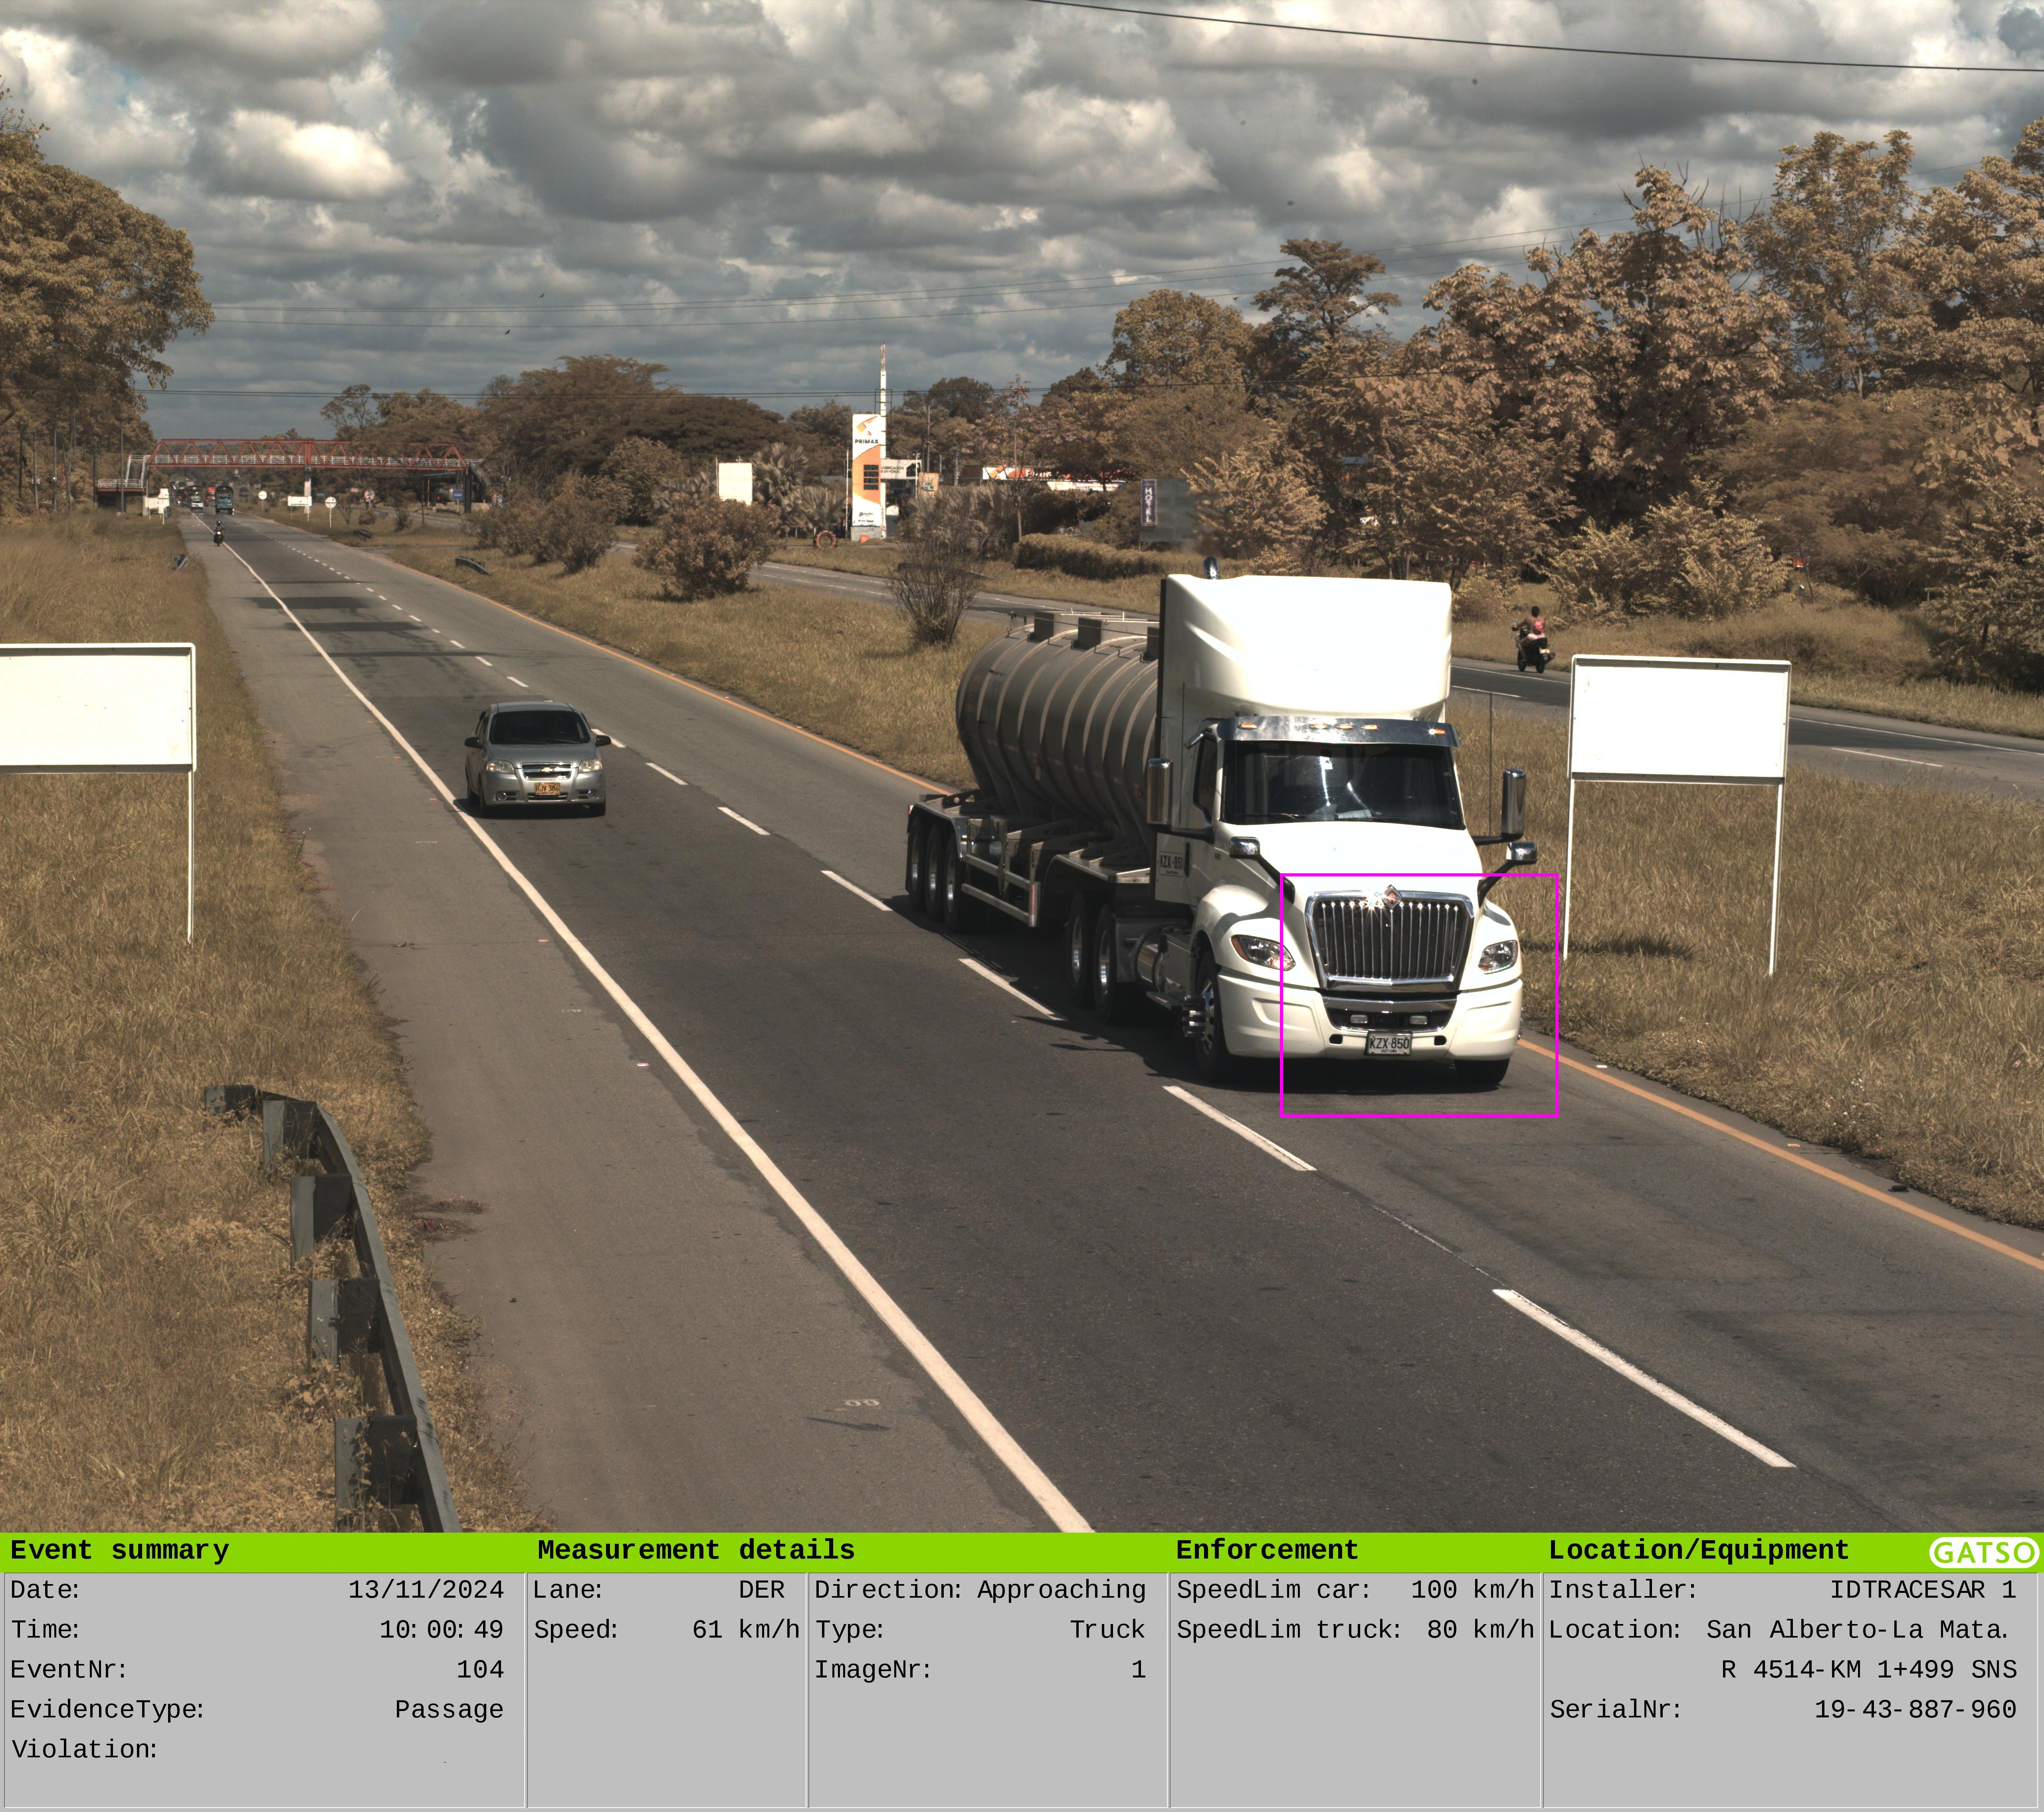 PRIMAX
MOTEL
KZX-850
KZX-850
Event summary
Measurement details
Enforcement
Location/Equipment
GATSO
Date: 13/11/2024
Time: 10:00:49
EventNr: 104
EvidenceType: Passage
Violation:
Lane: DER
Speed: 61 km/h
Direction: Approaching
Type: Truck
ImageNr: 1
SpeedLim car: 100 km/h
SpeedLim truck: 80 km/h
Installer: IDTRACESAR 1
Location: San Alberto-La Mata.
R 4514-KM 1+499 SNS
SerialNr: 19-43-887-960